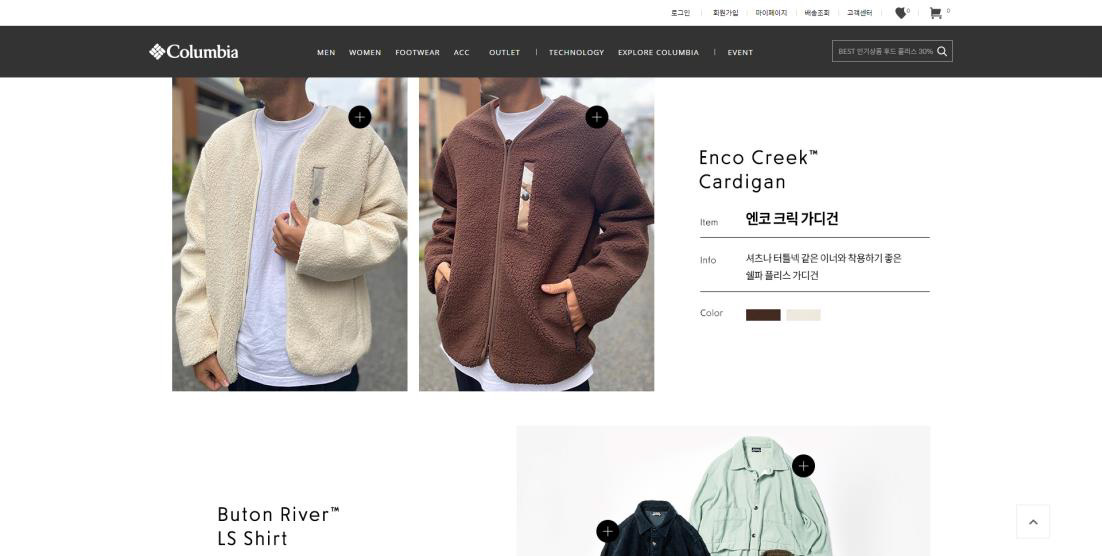 로그인
회원가입
마이페이지
배송조회
고객센터
0
0
Columbia
MEN
WOMEN
FOOTWEAR
ACC
OUTLET
TECHNOLOGY
EXPLORE COLUMBIA
EVENT
BEST 인기상품 후드 플리스 30%
Enco Creek™
Cardigan
Item
엔코 크릭 가디건
Info
셔츠나 터틀넥 같은 이너와 착용하기 좋은
쉘파 플리스 가디건
Color
Buton River™
LS Shirt